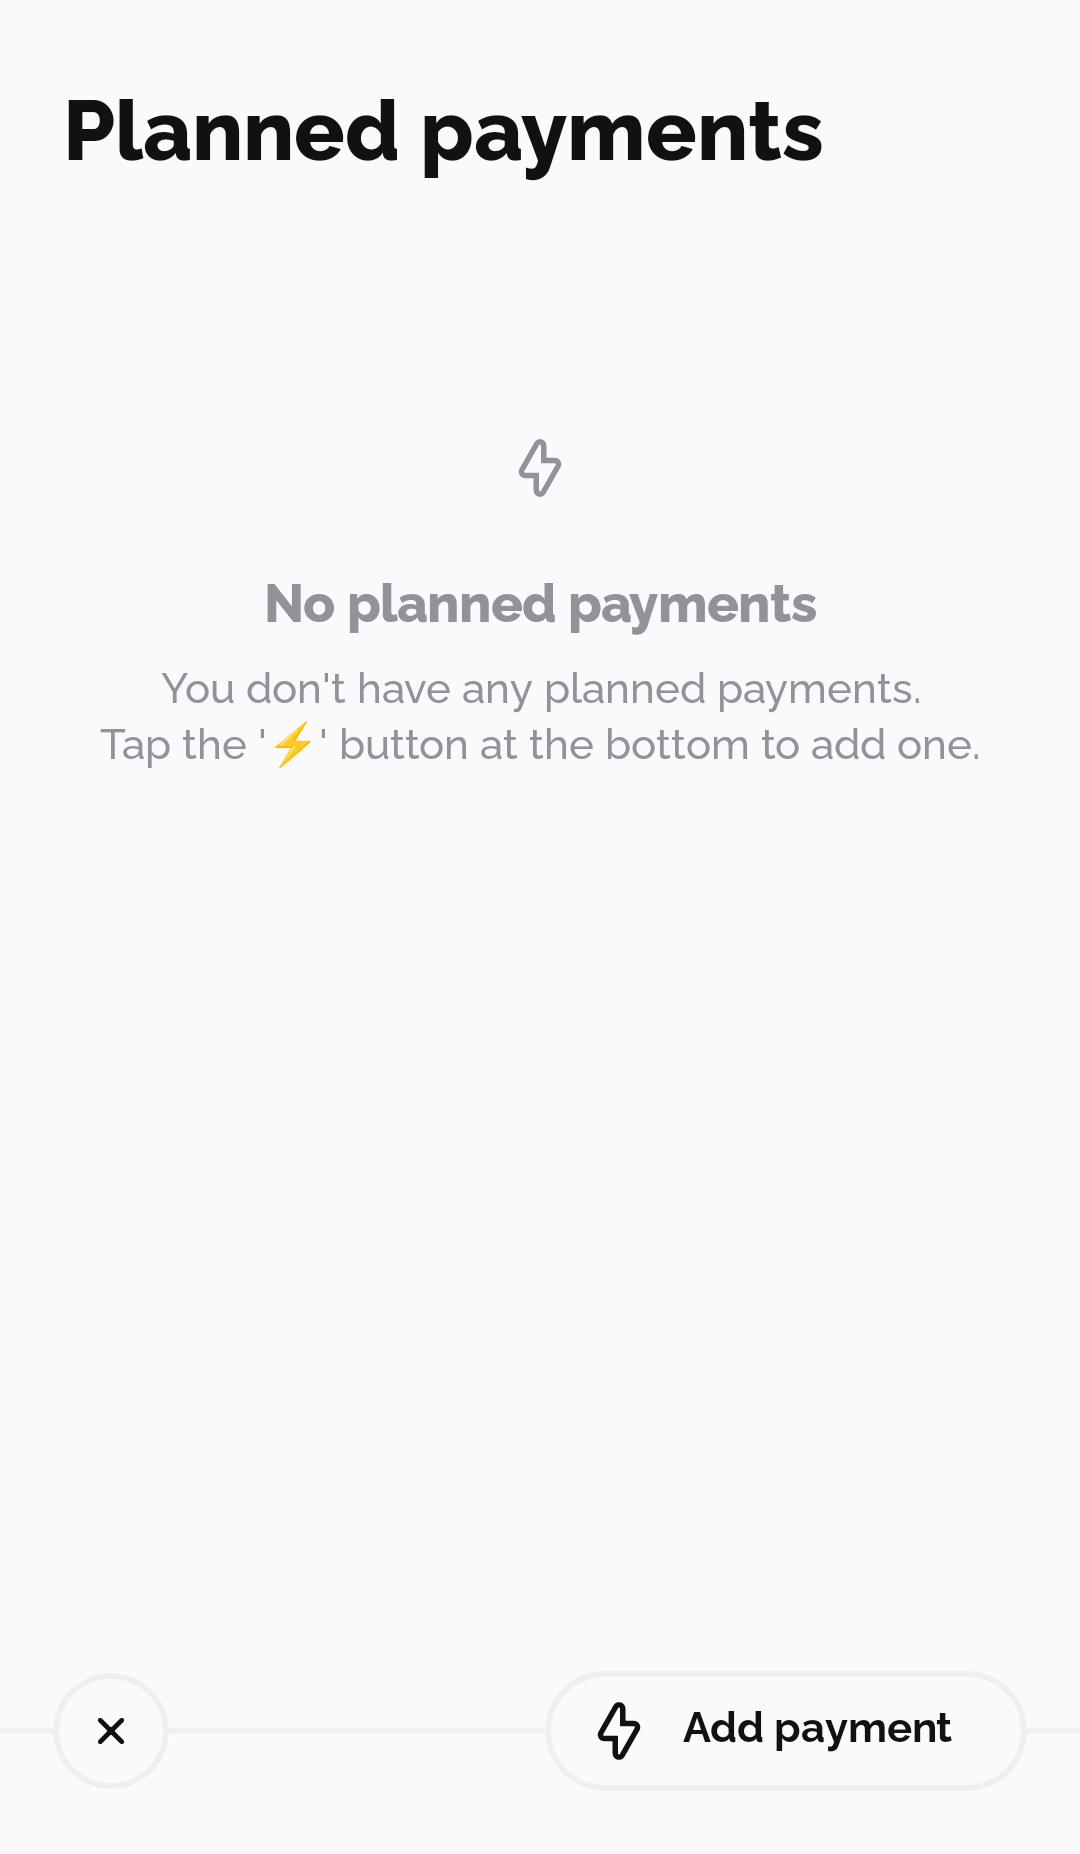 Planned payments
No planned payments
You don't have any planned payments.
Tap the '⚡' button at the bottom to add one.
Add payment